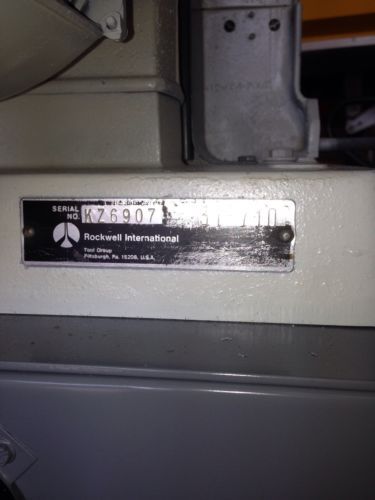 SERIAL
NO. KZ6907
Rockwell International
Tool Group
Pittsburgh, Pa. 15208, U.S.A.